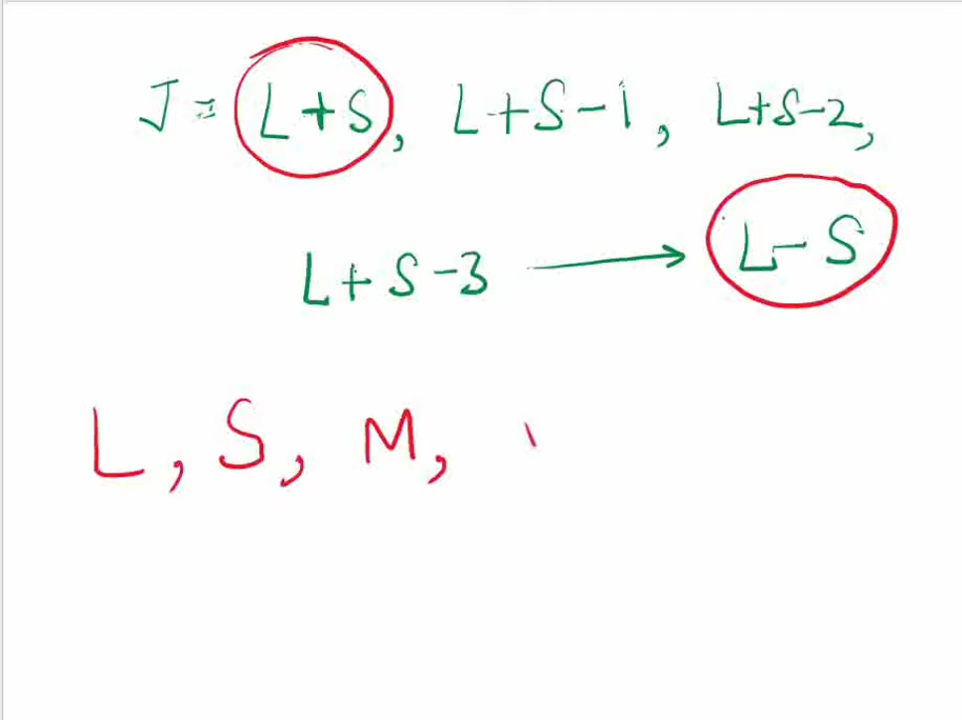 J = L+S, L+S-1, L+S-2,
L+S-3 → L-S
L, S, M,